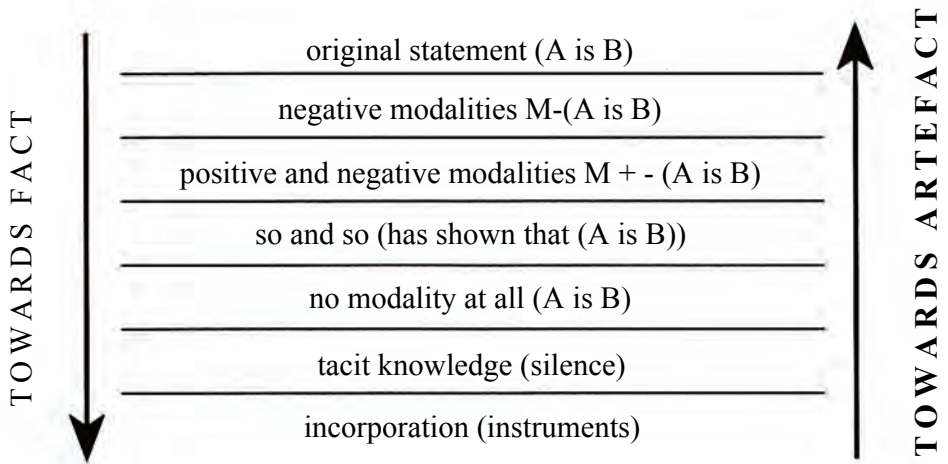 TOWARDS FACT
original statement (A is B)
negative modalities M-(A is B)
positive and negative modalities M + - (A is B)
so and so (has shown that (A is B))
no modality at all (A is B)
tacit knowledge (silence)
incorporation (instruments)
TOWARDS ARTEFACT